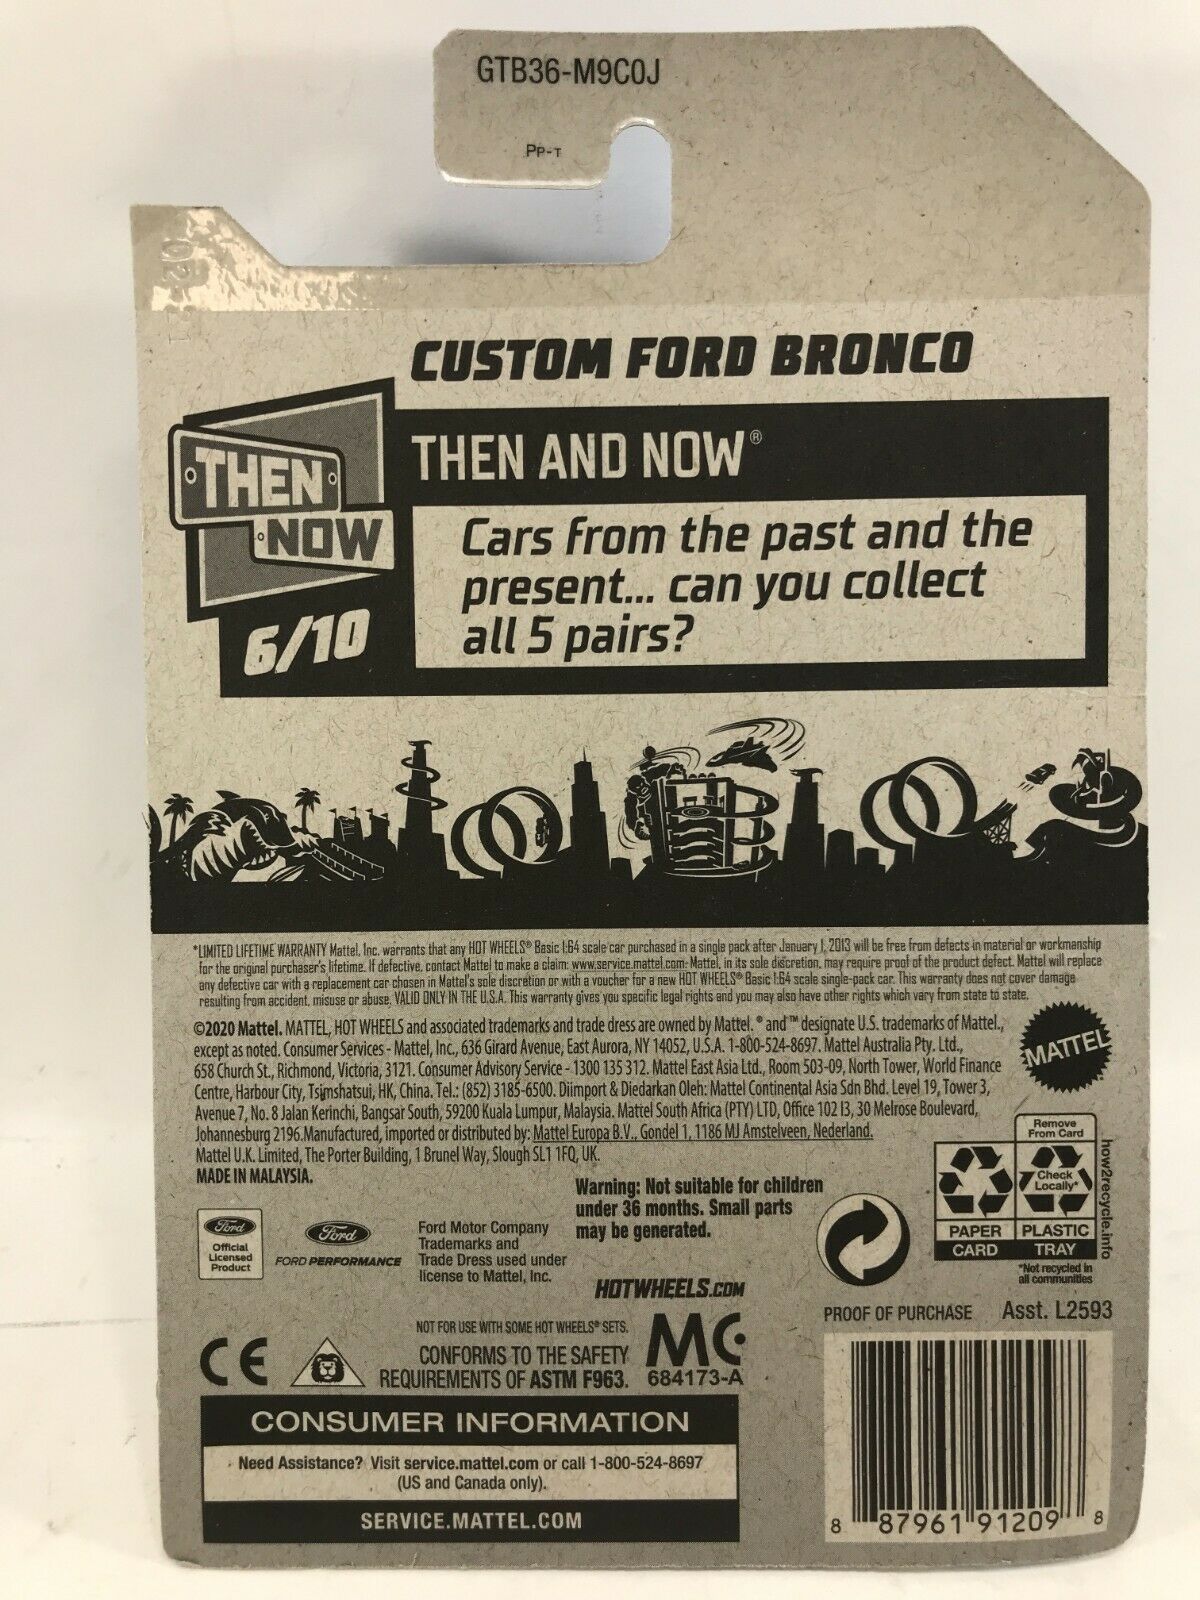 GTB36-M9C0J
PP-T
CUSTOM FORD BRONCO
THEN AND NOW®
THEN
NOW
6/10
Cars from the past and the
present... can you collect
all 5 pairs?
*LIMITED LIFETIME WARRANTY Mattel, Inc. warrants that any HOT WHEELS® Basic 1:64 scale car purchased in a single pack after January 1, 2013 will be free from defects in material or workmanship
for the original purchaser's lifetime. If defective, contact Mattel to make a claim: www.service.mattel.com. Mattel, in its sole discretion, may require proof of the product defect. Mattel will replace
any defective car with a replacement car chosen in Mattel's sole discretion or with a voucher for a new HOT WHEELS® Basic 1:64 scale single-pack car. This warranty does not cover damage
resulting from accident, misuse or abuse. VALID ONLY IN THE U.S.A. This warranty gives you specific legal rights and you may also have other rights which vary from state to state.
©2020 Mattel. MATTEL, HOT WHEELS and associated trademarks and trade dress are owned by Mattel. ® and ™ designate U.S. trademarks of Mattel.,
except as noted. Consumer Services - Mattel, Inc., 636 Girard Avenue, East Aurora, NY 14052, U.S.A. 1-800-524-8697. Mattel Australia Pty. Ltd.,
658 Church St., Richmond, Victoria, 3121. Consumer Advisory Service - 1300 135 312. Mattel East Asia Ltd., Room 503-09, North Tower, World Finance
Centre, Harbour City, Tsimshatsui, HK, China. Tel.: (852) 3185-6500. Diimport & Diedarkan Oleh: Mattel Continental Asia Sdn Bhd. Level 19, Tower 3,
Avenue 7, No. 8 Jalan Kerinchi, Bangsar South, 59200 Kuala Lumpur, Malaysia. Mattel South Africa (PTY) LTD, Office 102 I3, 30 Melrose Boulevard,
Johannesburg 2196. Manufactured, imported or distributed by: Mattel Europa B.V., Gondel 1, 1186 MJ Amstelveen, Nederland.
Mattel U.K. Limited, The Porter Building, 1 Brunel Way, Slough SL1 1FQ, UK.
MADE IN MALAYSIA.
MATTEL
Warning: Not suitable for children
under 36 months. Small parts
may be generated.
Remove
From Card
Check
Locally*
PAPER
PLASTIC
CARD
TRAY
*Not recycled in
all communities
how2recycle.info
Ford
Official
Licensed
Product
Ford
FORD PERFORMANCE
Ford Motor Company
Trademarks and
Trade Dress used under
license to Mattel, Inc.
HOTWHEELS.COM
PROOF OF PURCHASE
Asst. L2593
NOT FOR USE WITH SOME HOT WHEELS® SETS.
CE
CONFORMS TO THE SAFETY
REQUIREMENTS OF ASTM F963.
MC
684173-A
CONSUMER INFORMATION
Need Assistance? Visit service.mattel.com or call 1-800-524-8697
(US and Canada only).
SERVICE.MATTEL.COM
8 87961 91209 8